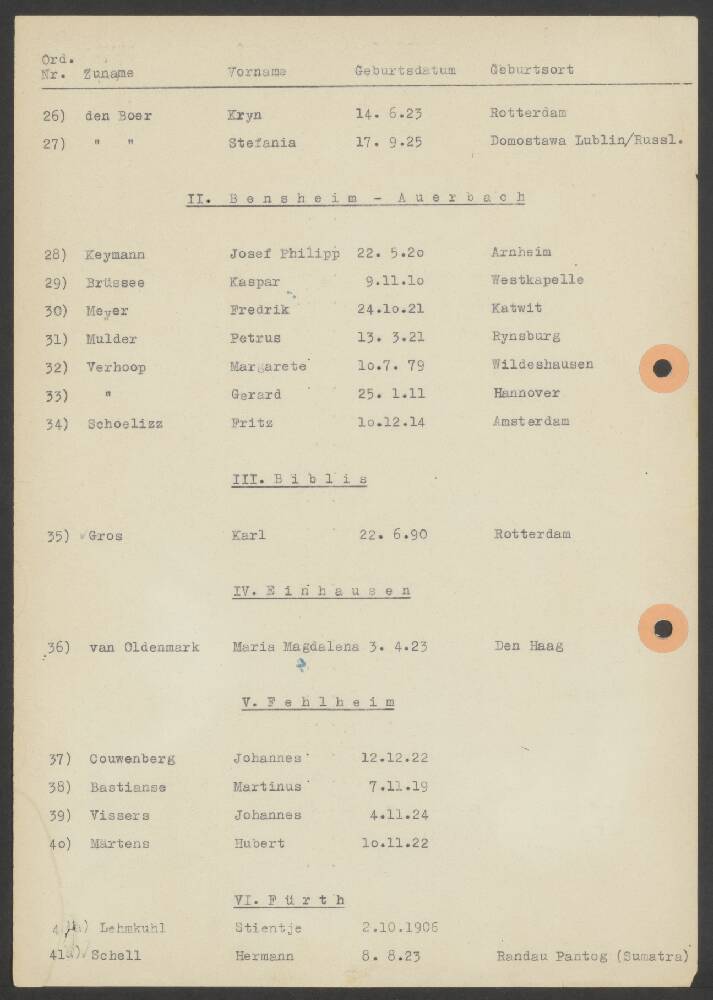 Ord.
Nr. Zuname Vorname Geburtsdatum Geburtsort
26) den Boer Kryn 14. 6.23 Rotterdam
27) " " Stefania 17. 9.25 Domostawa Lublin/Russl.
II. Bensheim - Auerbach
28) Keymann Josef Philipp 22. 5.2o Arnheim
29) Brüssee Kaspar 9.11.1o Westkapelle
30) Meyer Fredrik 24.1o.21 Katwit
31) Mulder Petrus 13. 3.21 Rynsburg
32) Verhoop Margarete 1o.7. 79 Wildeshausen
33) " Gerard 25. 1.11 Hannover
34) Schoelizz Fritz 1o.12.14 Amsterdam
III. Biblis
35) Gros Karl 22. 6.90 Rotterdam
IV. Einhausen
36) van Oldenmark Maria Magdalena 3. 4.23 Den Haag
V. Fehlheim
37) Couwenberg Johannes 12.12.22
38) Bastianse Martinus 7.11.19
39) Vissers Johannes 4.11.24
4o) Märtens Hubert 1o.11.22
VI. Fürth
Lehmkuhl Stientje 2.10.1906
41a) Schell Hermann 8. 8.23 Randau Pantog (Sumatra)